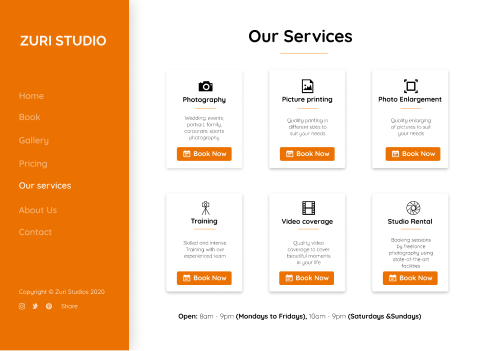 ZURI STUDIO
Home
Book
Gallery
Pricing
Our services
About Us
Contact
Copyright © Zuri Studios 2020
Share
Our Services
Photography
Wedding, events,
portrait, family,
corporate, sports
photography.
Book Now
Picture printing
Quality printing in
different sizes to
suit your needs
Book Now
Photo Enlargement
Quality enlarging
of pictures to suit
your needs
Book Now
Training
Skilled and intense
Training with our
experienced team
Book Now
Video coverage
Quality video
coverage to cover
beautiful moments
in your life
Book Now
Studio Rental
Booking sessions
by freelance
photography using
state-of-the-art
facilities
Book Now
Open: 8am - 9pm (Mondays to Fridays), 10am - 9pm (Saturdays &Sundays)